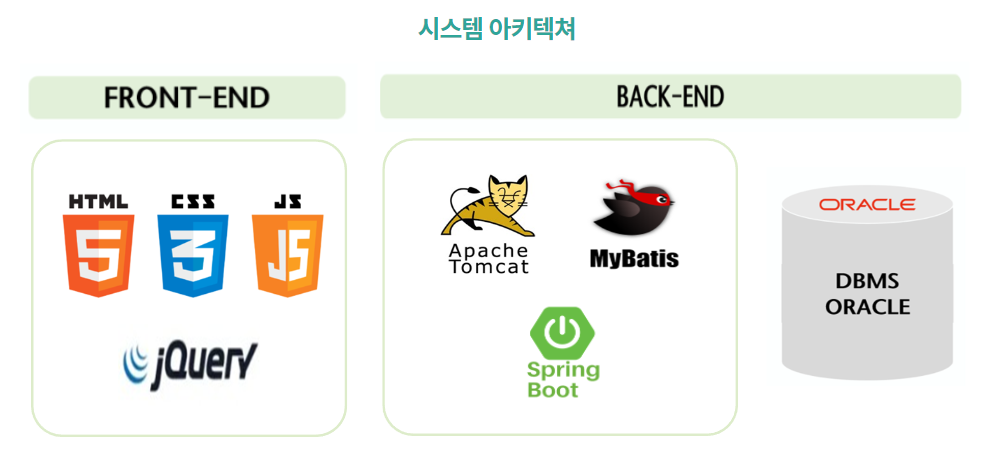 시스템 아키텍쳐
FRONT-END
BACK-END
HTML
5
CSS
3
JS
JS
jQuery
Apache
Tomcat
MyBatis
Spring
Boot
ORACLE
DBMS
ORACLE